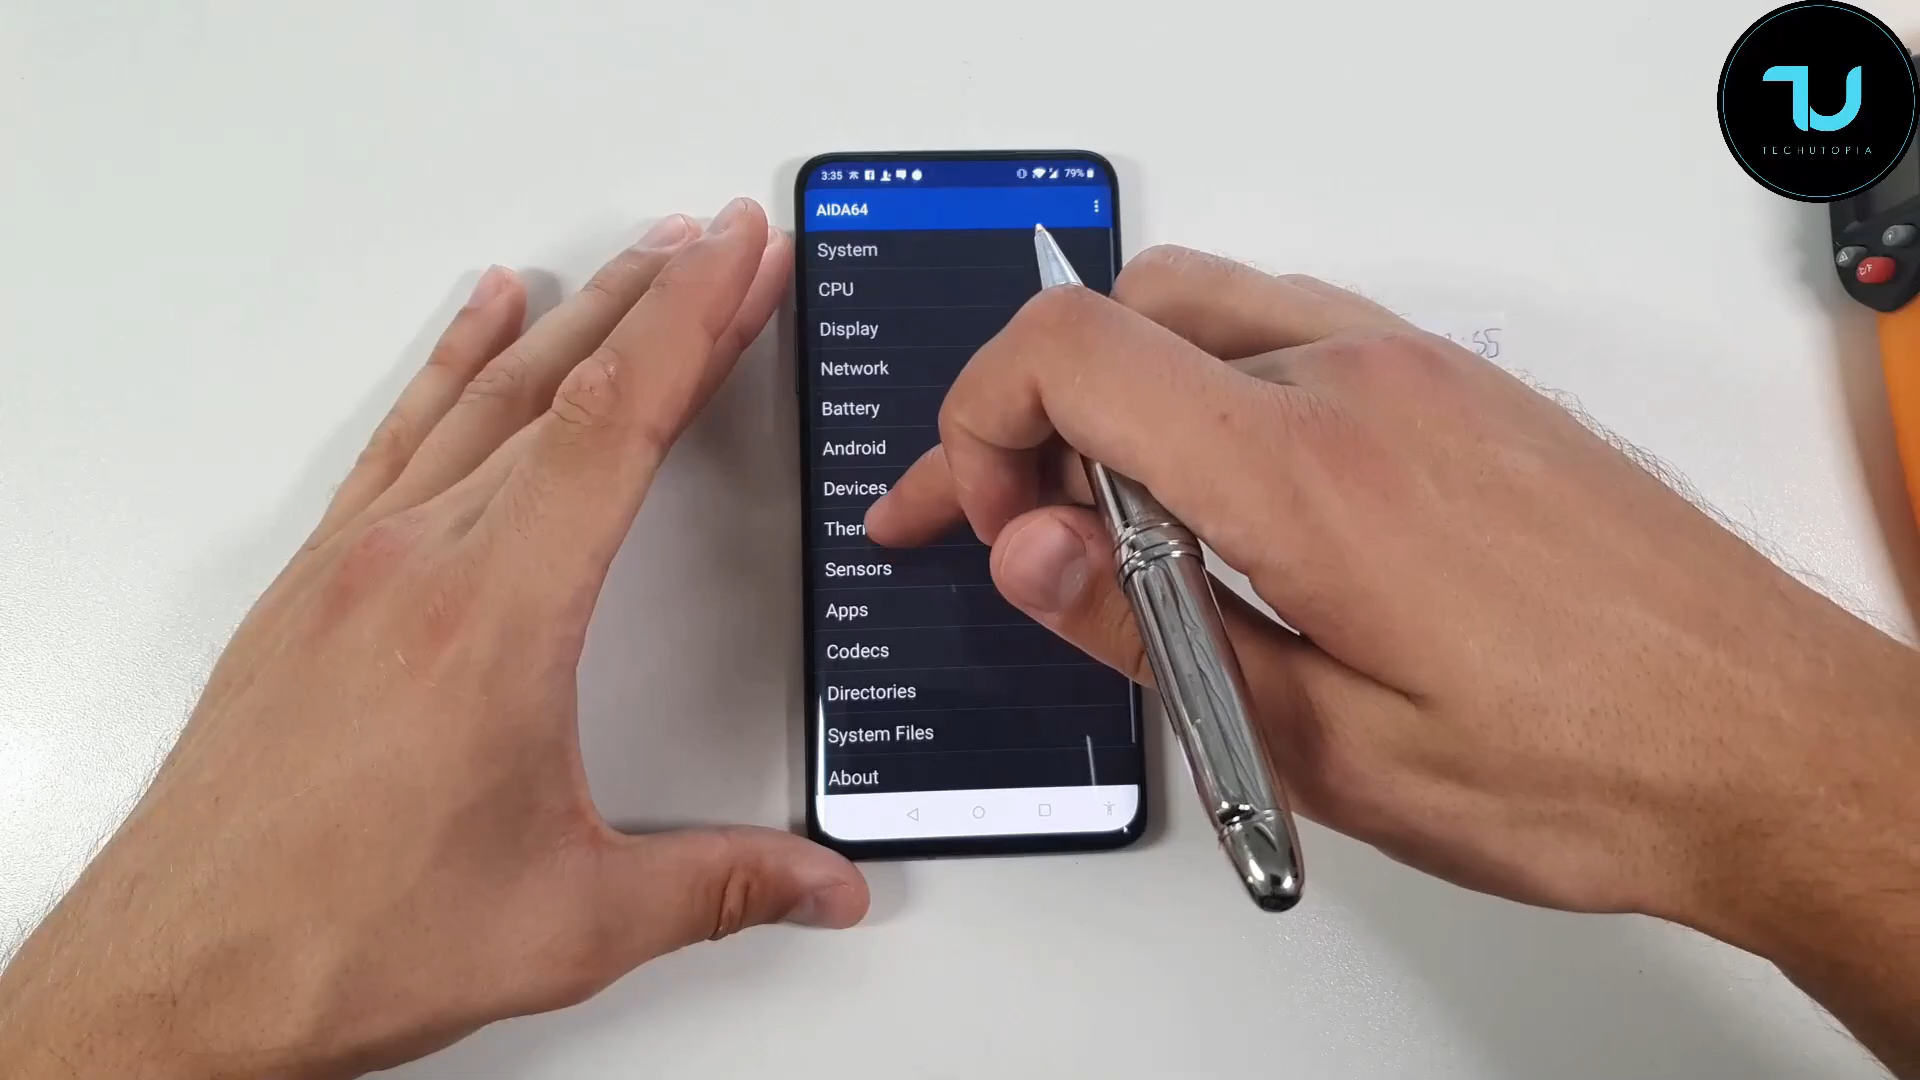 3:35 79%
AIDA64
System
CPU
Display
Network
Battery
Android
Devices
Sensors
Apps
Codecs
Directories
System Files
About
TU
TECHUTOPIA